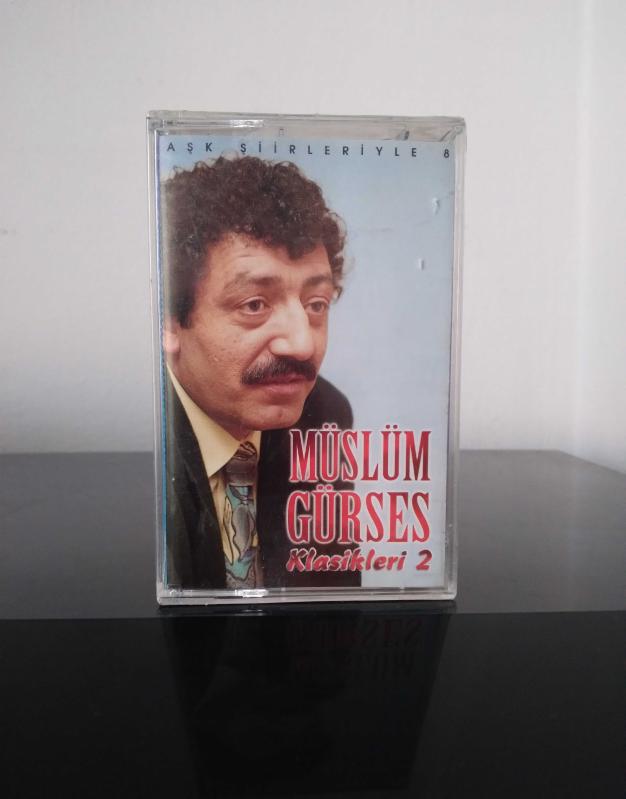 AŞK ŞİİRLERİYLE 8
MÜSLÜM
GÜRSES
Klasikleri 2